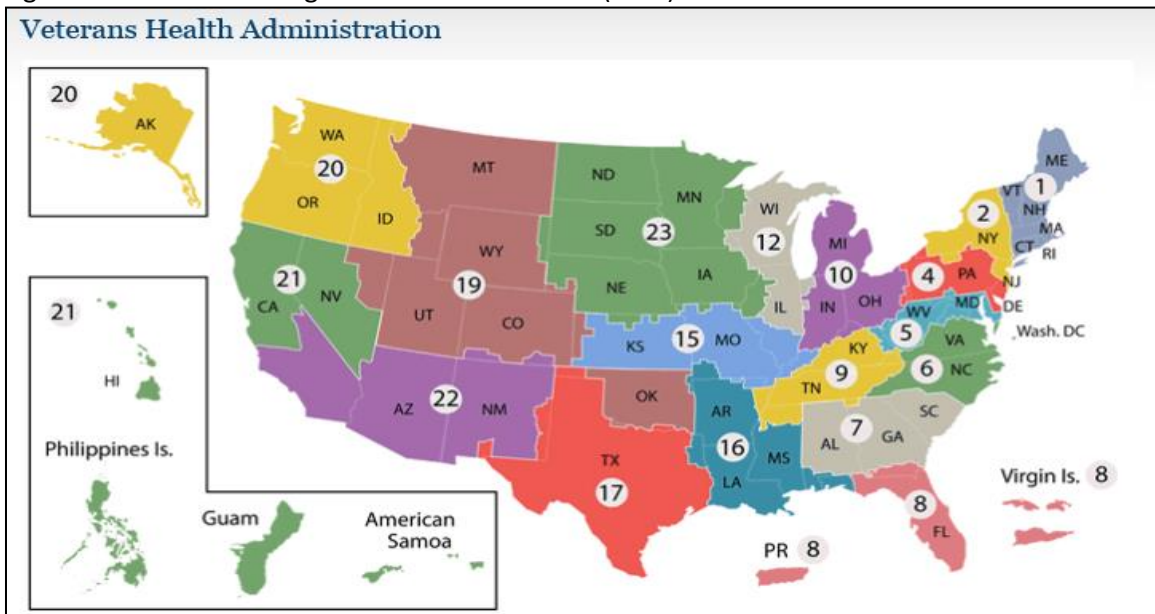 Veterans Health Administration
20
AK
WA
20
OR
ID
MT
ND
MN
WI
ME
VT
1
NH
2
NY
MA
CT
RI
SD
23
12
MI
WY
10
4
PA
NJ
21
19
NE
IA
IL
IN
OH
MD
DE
CA
NV
UT
CO
WV
5
Wash. DC
KS
15
MO
KY
VA
6
NC
9
TN
22
AZ
NM
OK
AR
SC
7
AL
GA
16
MS
TX
17
LA
8
FL
Virgin Is. 8
PR 8
21
HI
Philippines Is.
Guam
American
Samoa